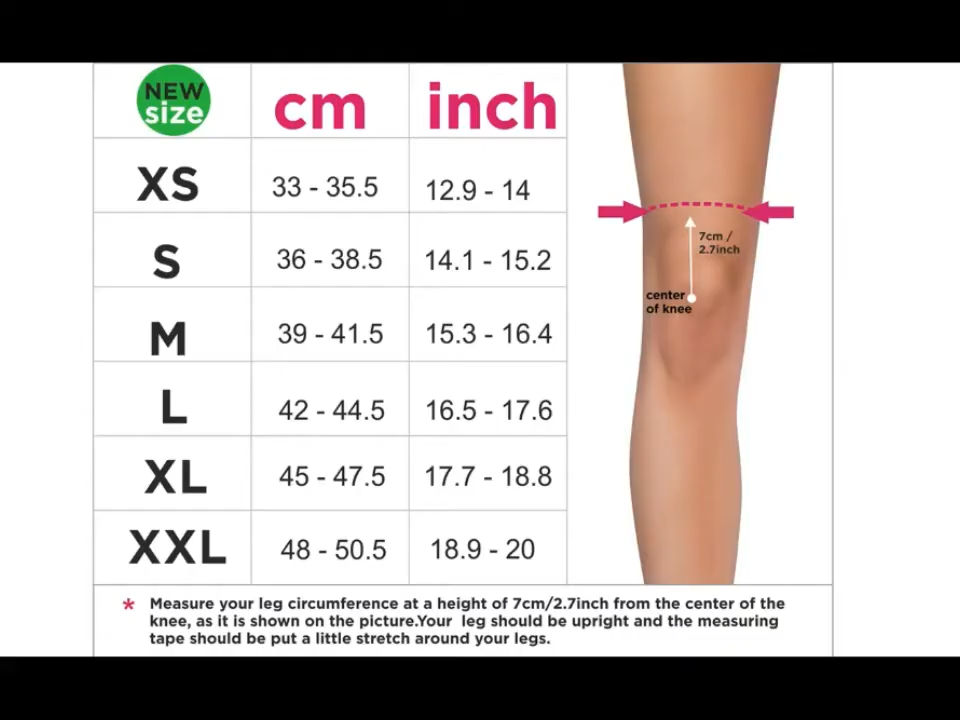 NEW
size
cm inch
XS 33 - 35.5 12.9 - 14
S 36 - 38.5 14.1 - 15.2
M 39 - 41.5 15.3 - 16.4
L 42 - 44.5 16.5 - 17.6
XL 45 - 47.5 17.7 - 18.8
XXL 48 - 50.5 18.9 - 20
7cm /
2.7inch
center
of knee
* Measure your leg circumference at a height of 7cm/2.7inch from the center of the
knee, as it is shown on the picture.Your leg should be upright and the measuring
tape should be put a little stretch around your legs.